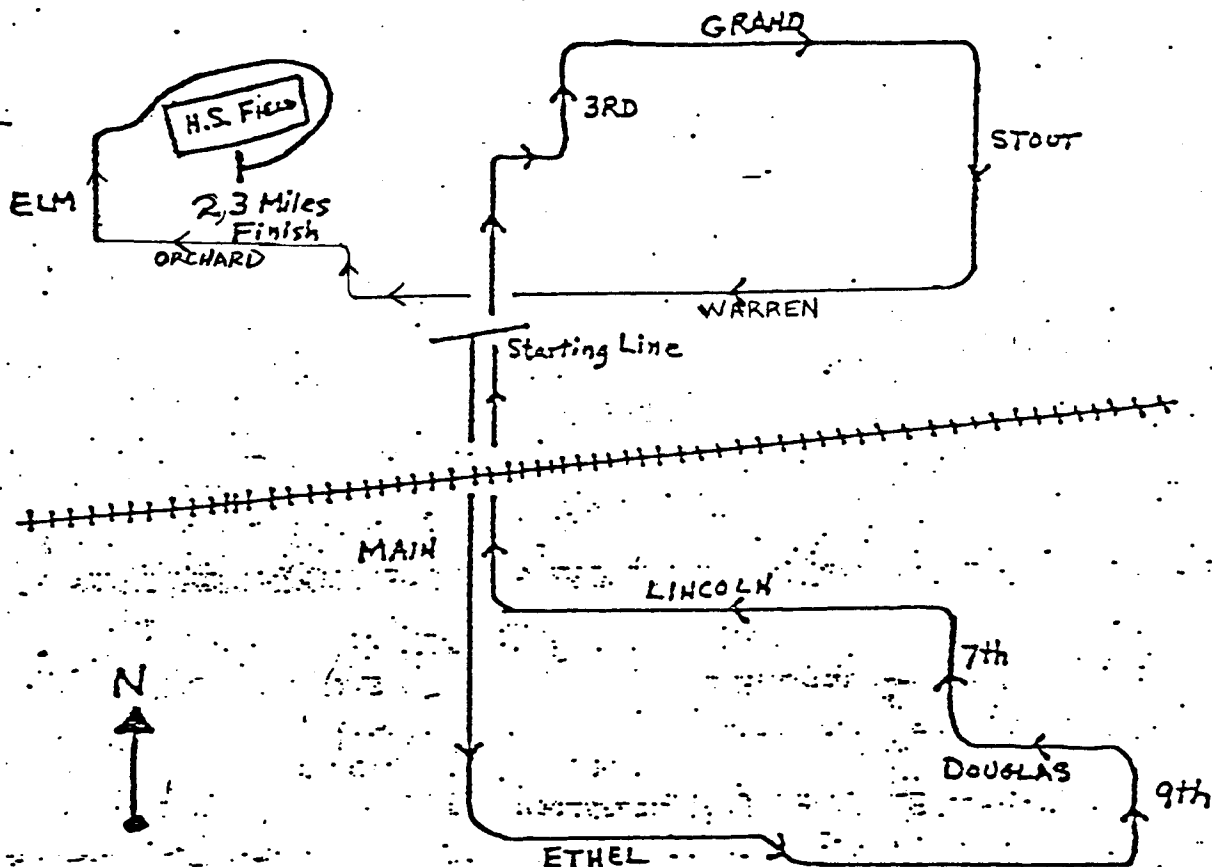 GRAND
3RD
H.S. Field
STOUT
ELM
2,3 Miles
Finish
ORCHARD
WARREN
Starting Line
MAIN
LINCOLN
7th
N
DOUGLAS
9th
ETHEL